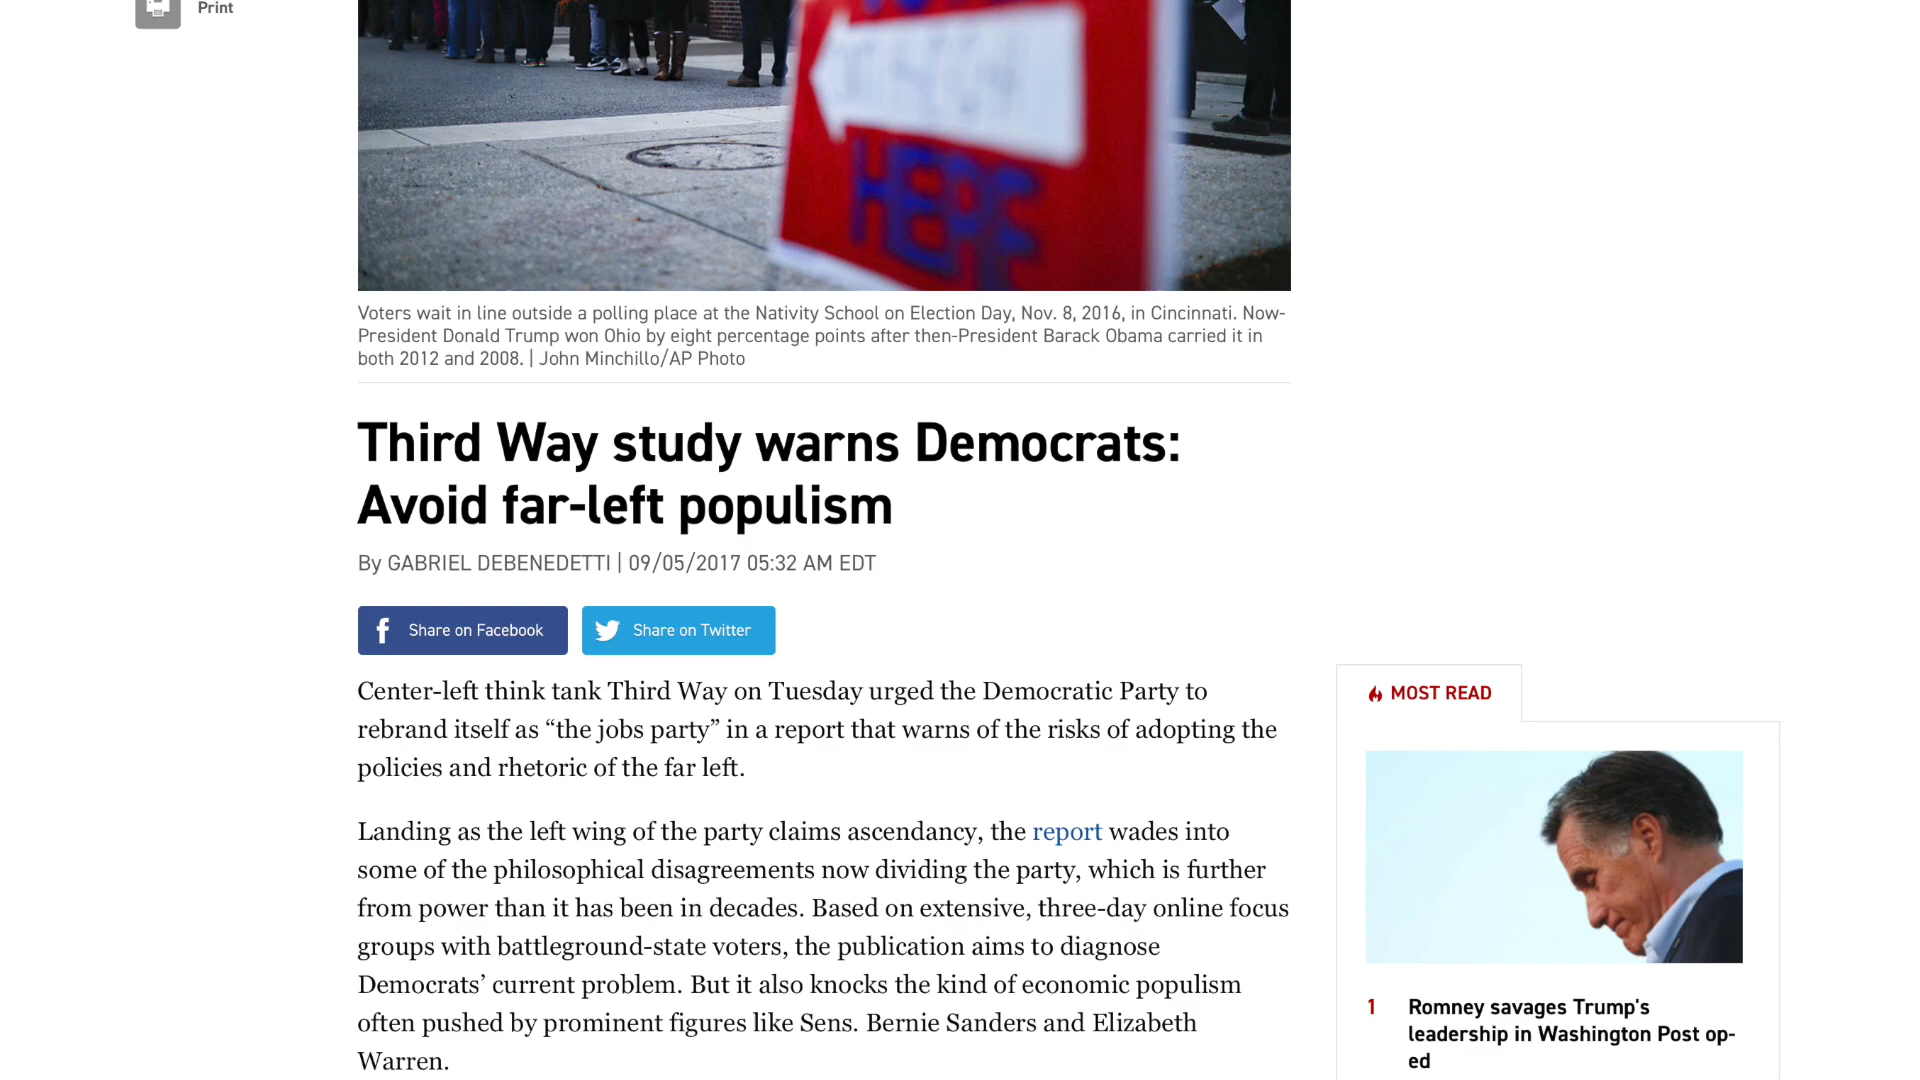 Print
HERE
Voters wait in line outside a polling place at the Nativity School on Election Day, Nov. 8, 2016, in Cincinnati. Now-
President Donald Trump won Ohio by eight percentage points after then-President Barack Obama carried it in
both 2012 and 2008. | John Minchillo/AP Photo
Third Way study warns Democrats:
Avoid far-left populism
By GABRIEL DEBENEDETTI | 09/05/2017 05:32 AM EDT
Share on Facebook
Share on Twitter
Center-left think tank Third Way on Tuesday urged the Democratic Party to
rebrand itself as “the jobs party” in a report that warns of the risks of adopting the
policies and rhetoric of the far left.
Landing as the left wing of the party claims ascendancy, the report wades into
some of the philosophical disagreements now dividing the party, which is further
from power than it has been in decades. Based on extensive, three-day online focus
groups with battleground-state voters, the publication aims to diagnose
Democrats’ current problem. But it also knocks the kind of economic populism
often pushed by prominent figures like Sens. Bernie Sanders and Elizabeth
Warren.
MOST READ
1 Romney savages Trump's
leadership in Washington Post op-
ed